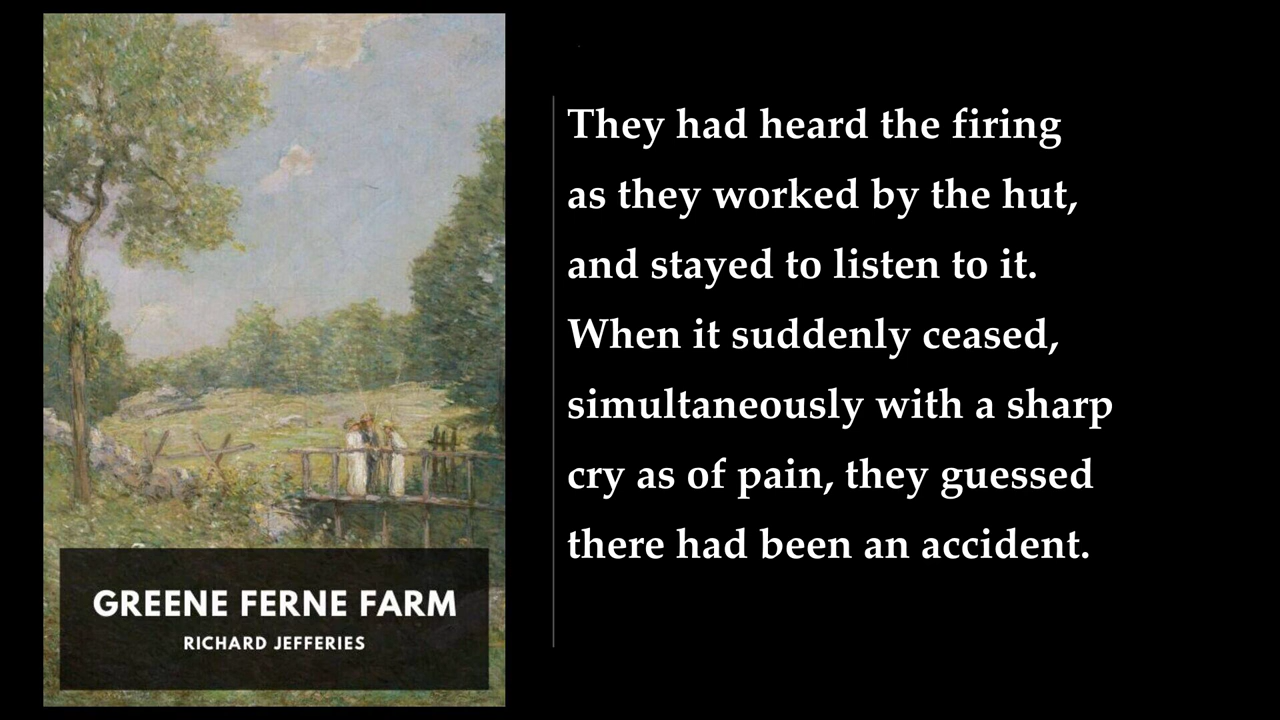 They had heard the firing
as they worked by the hut,
and stayed to listen to it.
When it suddenly ceased,
simultaneously with a sharp
cry as of pain, they guessed
there had been an accident.
GREENE FERNE FARM
RICHARD JEFFERIES